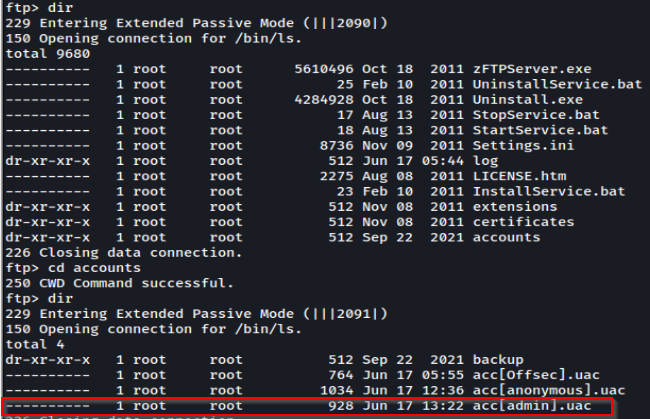 ftp> dir
229 Entering Extended Passive Mode (|||2090|)
150 Opening connection for /bin/ls.
total 9680
----------   1 root     root      5610496 Oct 18  2011 zFTPServer.exe
----------   1 root     root           25 Feb 10  2011 UninstallService.bat
----------   1 root     root      4284928 Oct 18  2011 Uninstall.exe
----------   1 root     root           17 Aug 13  2011 StopService.bat
----------   1 root     root           18 Aug 13  2011 StartService.bat
----------   1 root     root         8736 Nov 09  2011 Settings.ini
dr-xr-xr-x   1 root     root          512 Jun 17 05:44 log
----------   1 root     root         2275 Aug 08  2011 LICENSE.htm
----------   1 root     root           23 Feb 10  2011 InstallService.bat
dr-xr-xr-x   1 root     root          512 Nov 08  2011 extensions
dr-xr-xr-x   1 root     root          512 Nov 08  2011 certificates
dr-xr-xr-x   1 root     root          512 Sep 22  2021 accounts
226 Closing data connection.
ftp> cd accounts
250 CWD Command successful.
ftp> dir
229 Entering Extended Passive Mode (|||2091|)
150 Opening connection for /bin/ls.
total 4
dr-xr-xr-x   1 root     root          512 Sep 22  2021 backup
----------   1 root     root          764 Jun 17 05:55 acc[Offsec].uac
----------   1 root     root         1034 Jun 17 12:36 acc[anonymous].uac
----------   1 root     root          928 Jun 17 13:22 acc[admin].uac